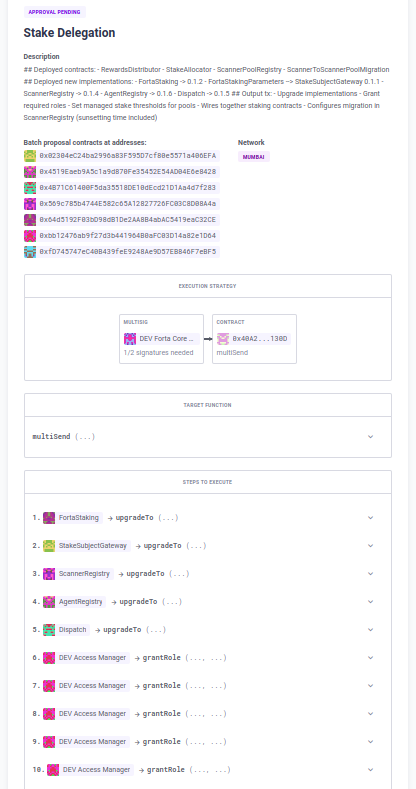 APPROVAL PENDING
Stake Delegation
Description
## Deployed contracts: - RewardsDistributor - StakeAllocator - ScannerPoolRegistry - ScannerToScannerPoolMigration
## Deployed new implementations: - FortaStaking -> 0.1.2 - FortaStakingParameters --> StakeSubjectGateway 0.1.1 -
ScannerRegistry -> 0.1.4 - AgentRegistry -> 0.1.6 - Dispatch -> 0.1.5 ## Output tx: - Upgrade implementations - Grant
required roles - Set managed stake thresholds for pools - Wires together staking contracts - Configures migration in
ScannerRegistry (sunsetting time included)
Batch proposal contracts at addresses:
Network
0x02304eC24ba2996a03F595D7cf80e5571a406EFA
MUMBAI
0x4519Eaeb9A5c1a9d870Fe35452E54AD04E6e8428
0x4B71C61400F5da35518DE10dEcd21D1Aa4d7f283
0x569c785b4744E582c65A12827726FC03C8D08A4a
0x64d5192F03bD98dB1De2AA8B4abAC5419eaC32CE
0xbb12476ab9f27d3b441964B0aFC03D14a82e1D64
0xfD745747eC40B439feE9248Ae9D57EB846F7eBF5
EXECUTION STRATEGY
MULTISIG
CONTRACT
DEV Forta Core ...
0x40A2...130D
1/2 signatures needed
multiSend
TARGET FUNCTION
multiSend (...)
STEPS TO EXECUTE
1. FortaStaking → upgradeTo (...)
2. StakeSubjectGateway → upgradeTo (...)
3. ScannerRegistry → upgradeTo (...)
4. AgentRegistry → upgradeTo (...)
5. Dispatch → upgradeTo (...)
6. DEV Access Manager → grantRole (..., ...)
7. DEV Access Manager → grantRole (..., ...)
8. DEV Access Manager → grantRole (..., ...)
9. DEV Access Manager → grantRole (..., ...)
10. DEV Access Manager → grantRole (..., ...)